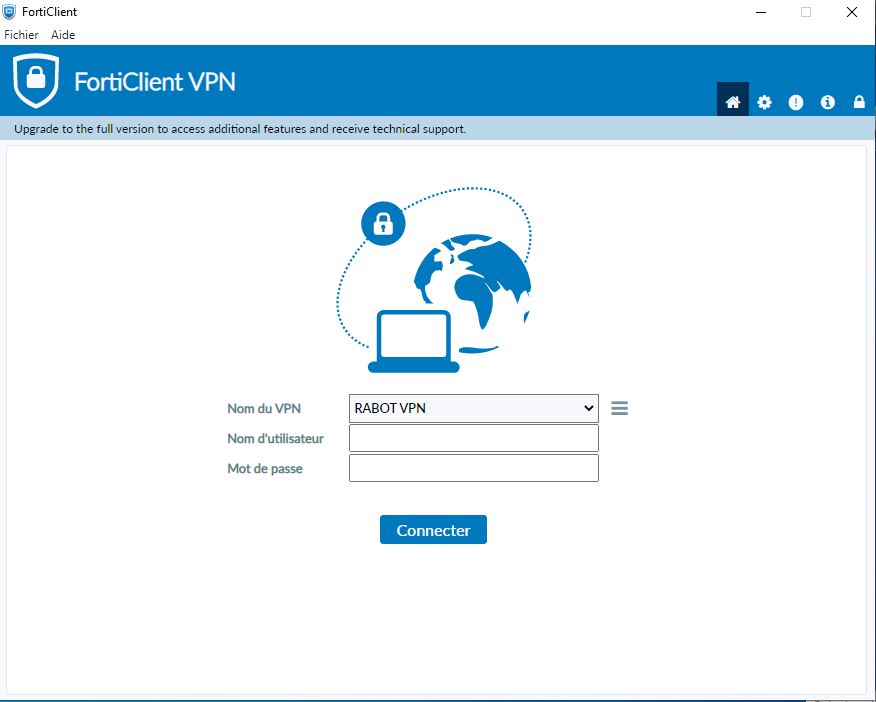 FortiClient
Fichier Aide
FortiClient VPN
Upgrade to the full version to access additional features and receive technical support.
Nom du VPN RABOT VPN
Nom d'utilisateur
Mot de passe
Connecter